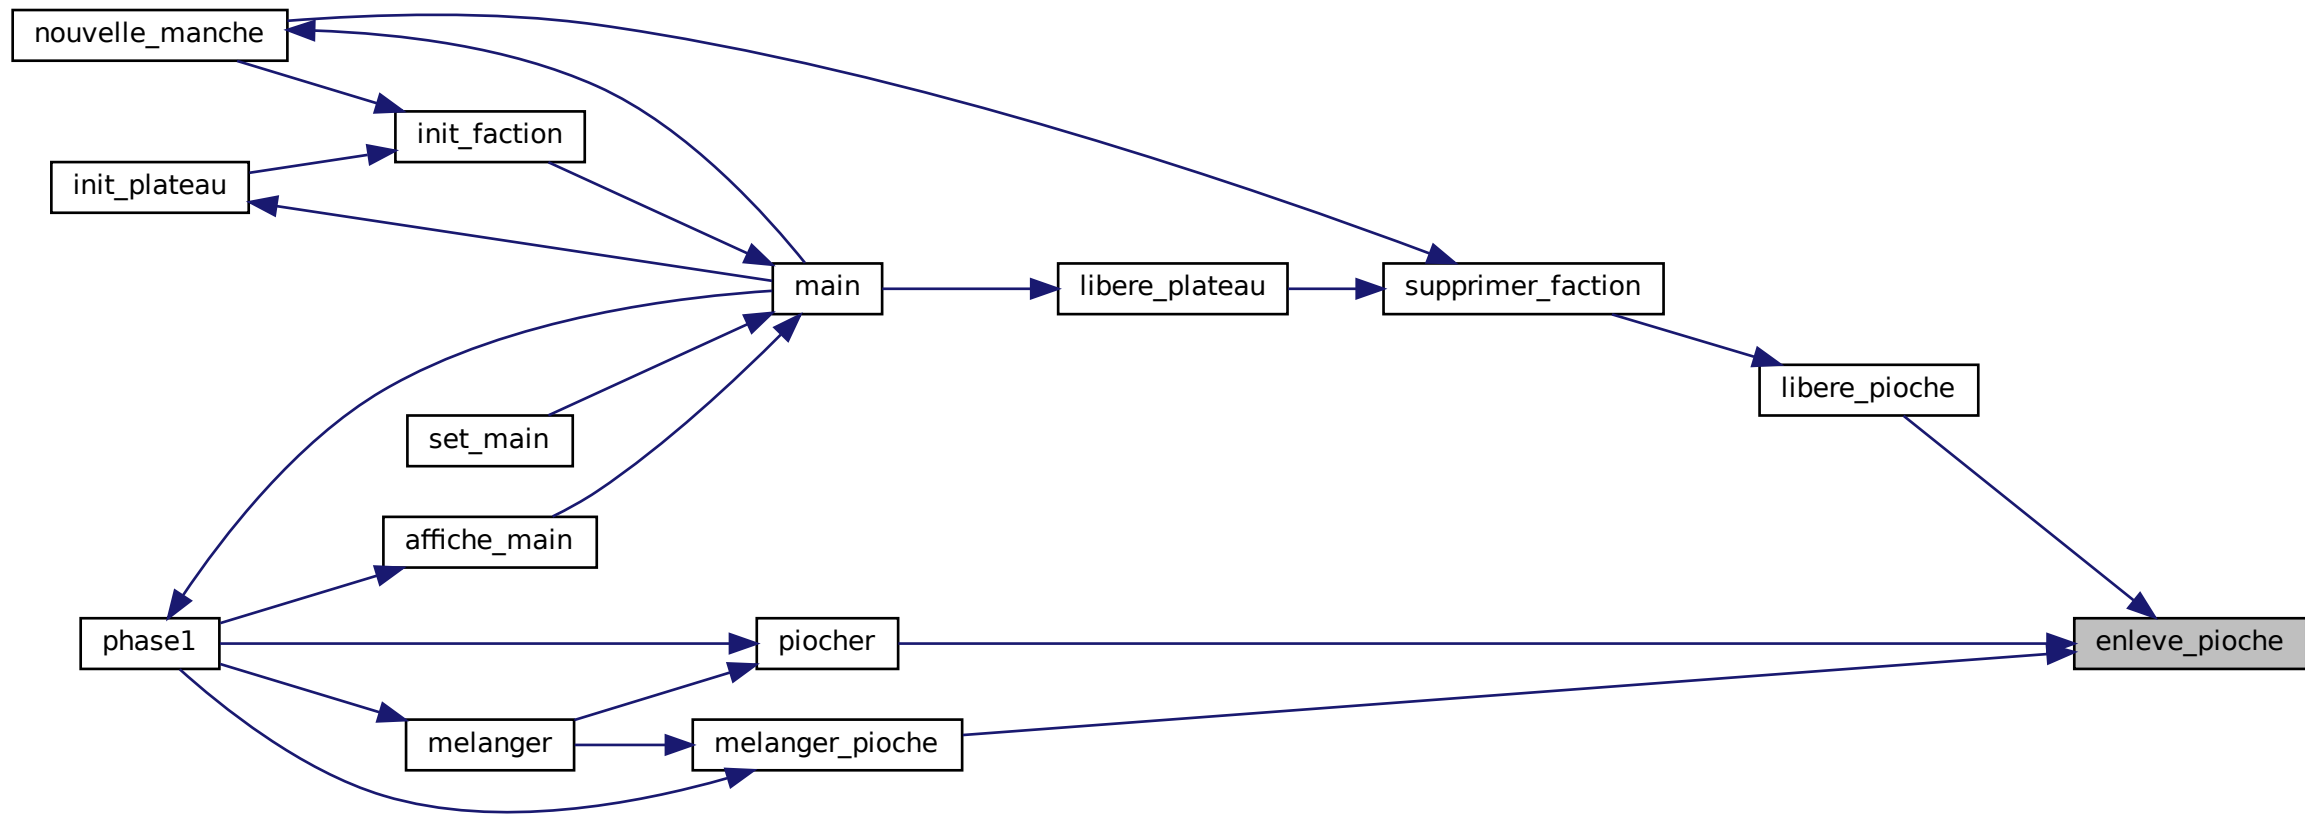 nouvelle_manche
init_faction
init_plateau
main
libere_plateau
supprimer_faction
libere_pioche
set_main
affiche_main
phase1
piocher
enleve_pioche
melanger
melanger_pioche